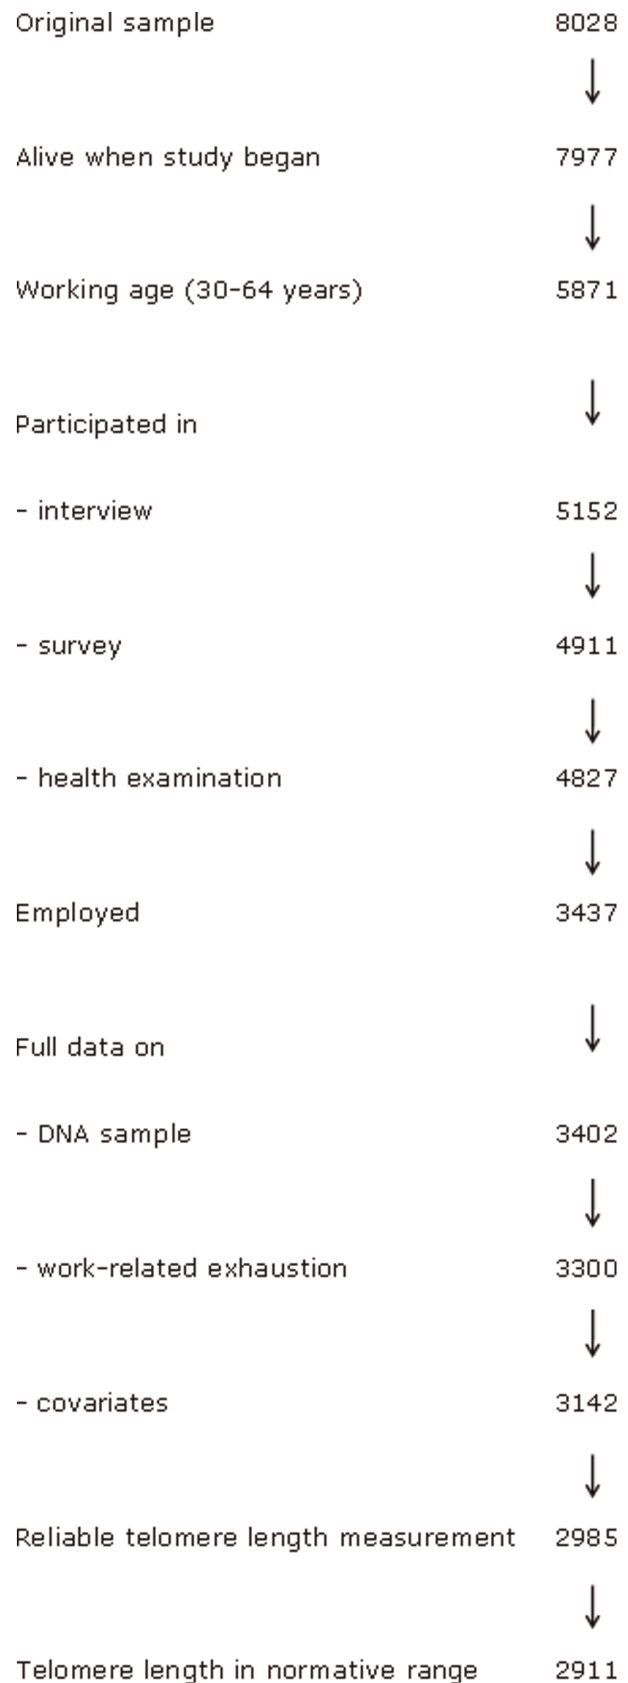 Original sample 8028
Alive when study began 7977
Working age (30-64 years) 5871
Participated in
- interview 5152
- survey 4911
- health examination 4827
Employed 3437
Full data on
- DNA sample 3402
- work-related exhaustion 3300
- covariates 3142
Reliable telomere length measurement 2985
Telomere length in normative range 2911